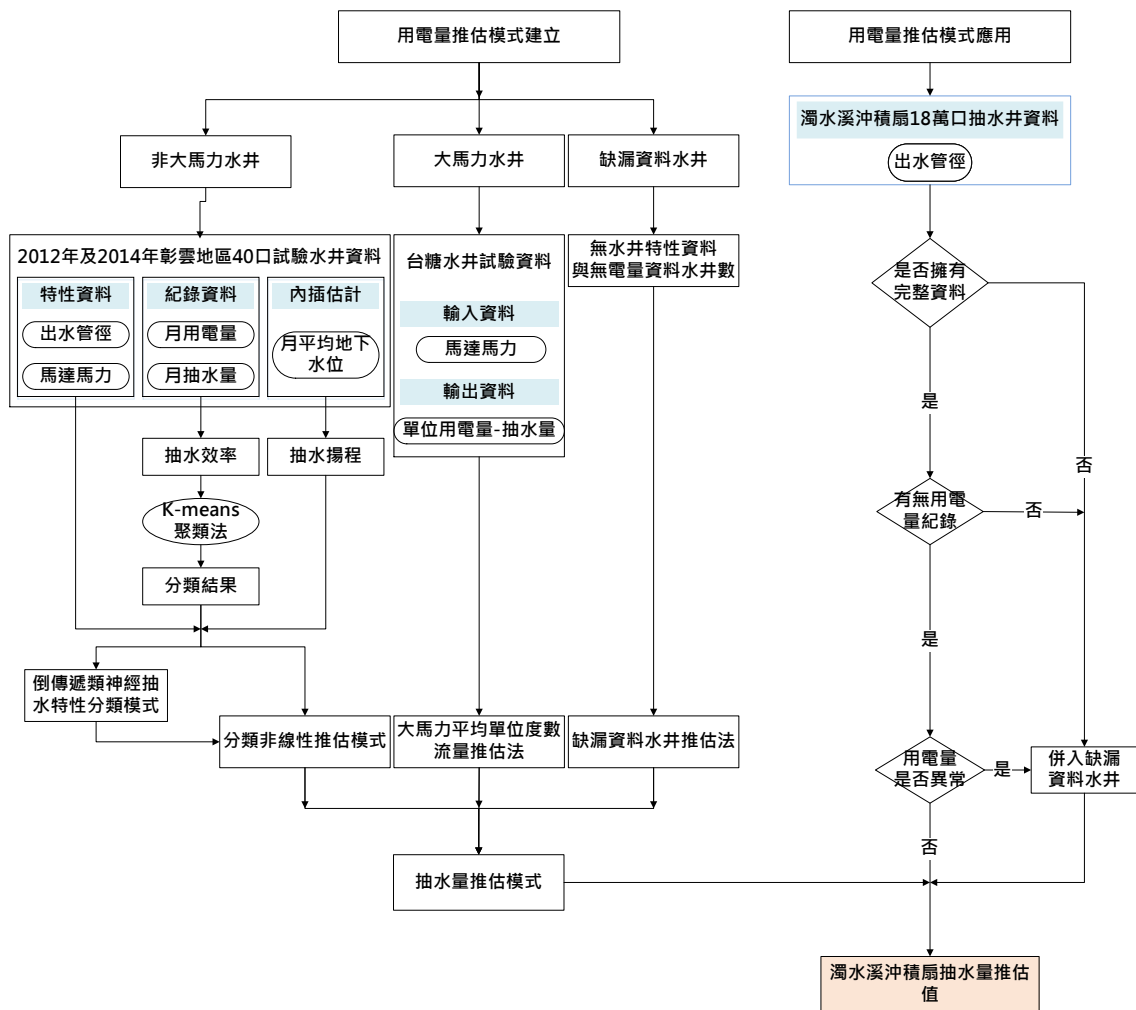 用電量推估模式建立
非大馬力水井
大馬力水井
缺漏資料水井
2012年及2014年彰雲地區40口試驗水井資料
特性資料
出水管徑
馬達馬力
紀錄資料
月用電量
月抽水量
內插估計
月平均地下
水位
台糖水井試驗資料
輸入資料
馬達馬力
輸出資料
單位用電量-抽水量
無水井特性資料
與無電量資料水井數
抽水效率
抽水揚程
K-means
聚類法
分類結果
倒傳遞類神經抽
水特性分類模式
分類非線性推估模式
大馬力平均單位度數
流量推估法
缺漏資料水井推估法
抽水量推估模式
用電量推估模式應用
濁水溪沖積扇18萬口抽水井資料
出水管徑
是否擁有
完整資料
是
否
有無用電
量紀錄
否
是
用電量
是否異常
是
併入缺漏
資料水井
否
濁水溪沖積扇抽水量推估
值